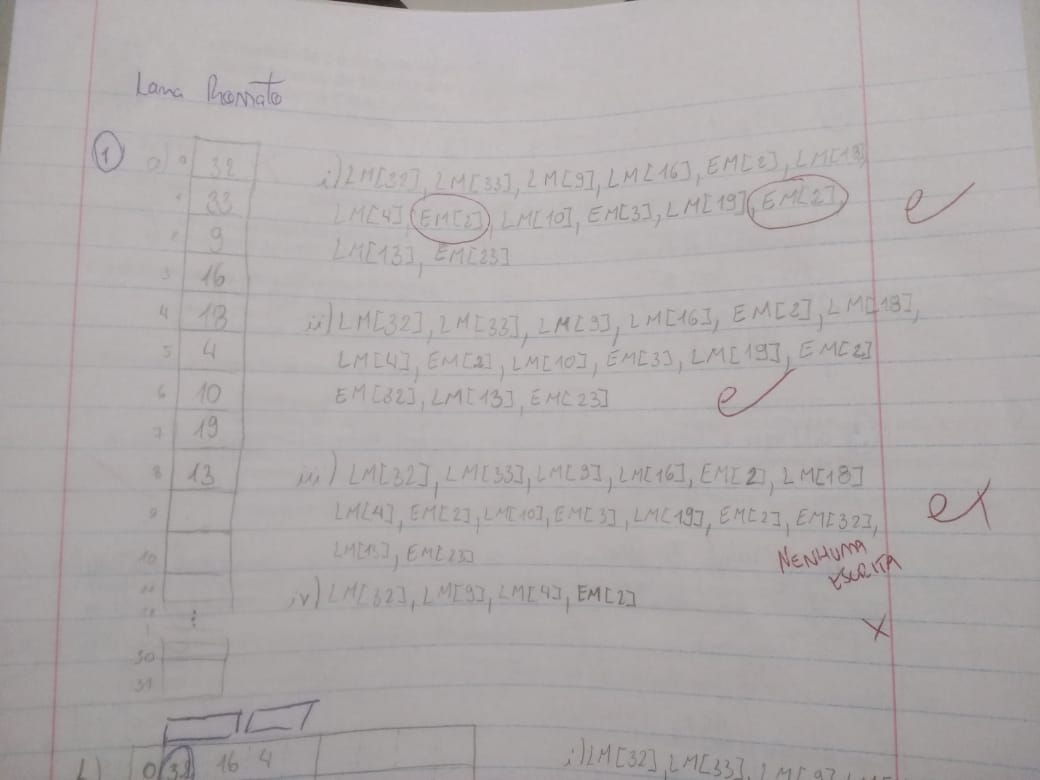 Lana
1
a) 0 32
1 33
2 9
3 16
4 18
5 4
6 10
7 19
8 13
9
10
11
30
31
i) LM[32], LM[33], LM[9], LM[16], EM[2], LM[18]
LM[4], EM[2], LM[10], EM[3], LM[19], EM[2],
LM[13], EM[23]
ii) LM[32], LM[33], LM[9], LM[16], EM[2], LM[18],
LM[4], EM[2], LM[10], EM[3], LM[19], EM[2]
EM[32], LM[13], EM[23]
iii) LM[32], LM[33], LM[9], LM[16], EM[2], LM[18]
LM[4], EM[2], LM[10], EM[3], LM[19], EM[2], EM[32],
LM[13], EM[23]
NENHUMA
ESCRITA
iv) LM[32], LM[9], LM[4], EM[2]
0 32 16 4
i) LM[32], LM[33], LM[9], LM[16]